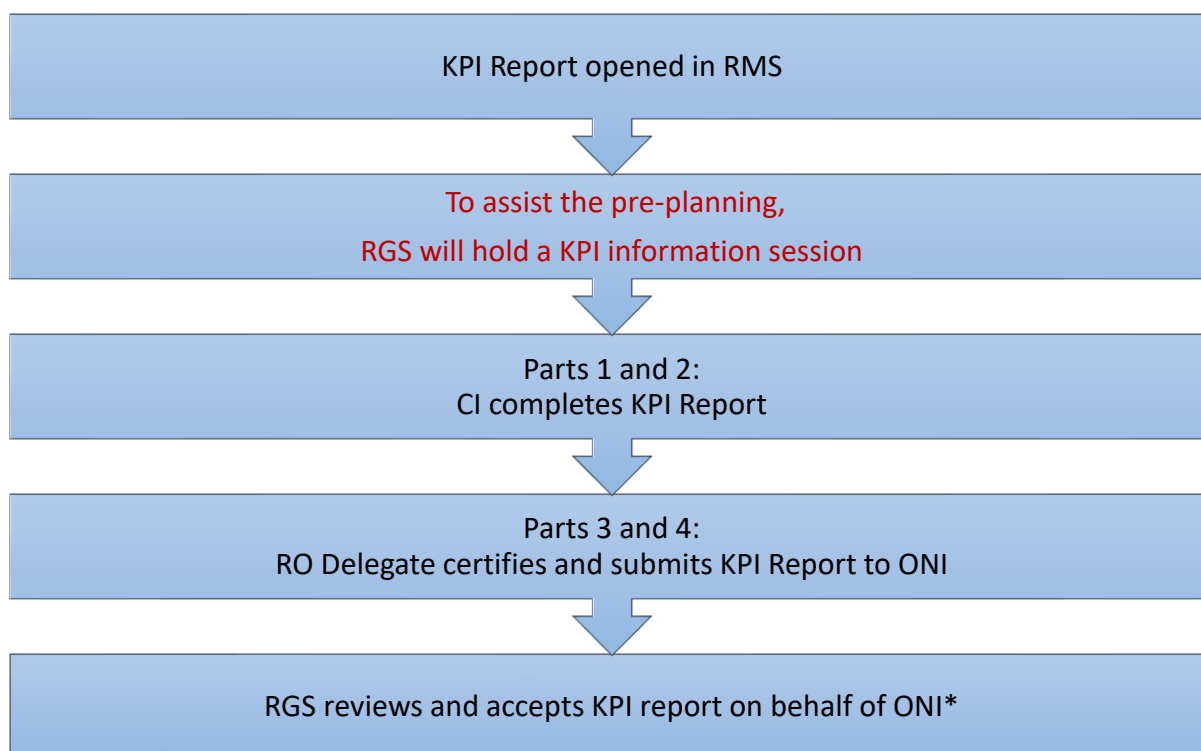 KPI Report opened in RMS
To assist the pre-planning,
RGS will hold a KPI information session
Parts 1 and 2:
CI completes KPI Report
Parts 3 and 4:
RO Delegate certifies and submits KPI Report to ONI
RGS reviews and accepts KPI report on behalf of ONI*